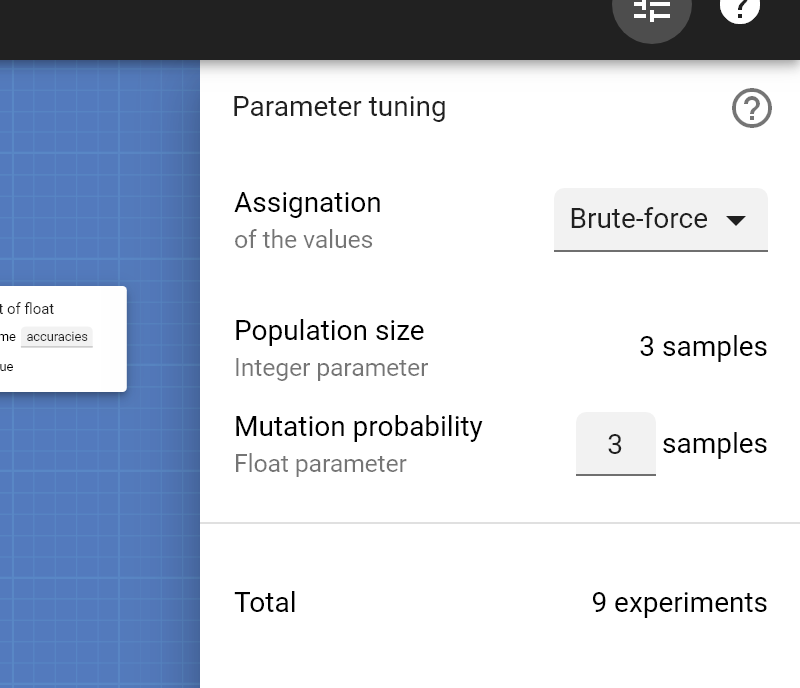 Parameter tuning
Assignation
of the values
Brute-force
t of float
me accuracies
ue
Population size
Integer parameter
3 samples
Mutation probability
Float parameter
3 samples
Total
9 experiments